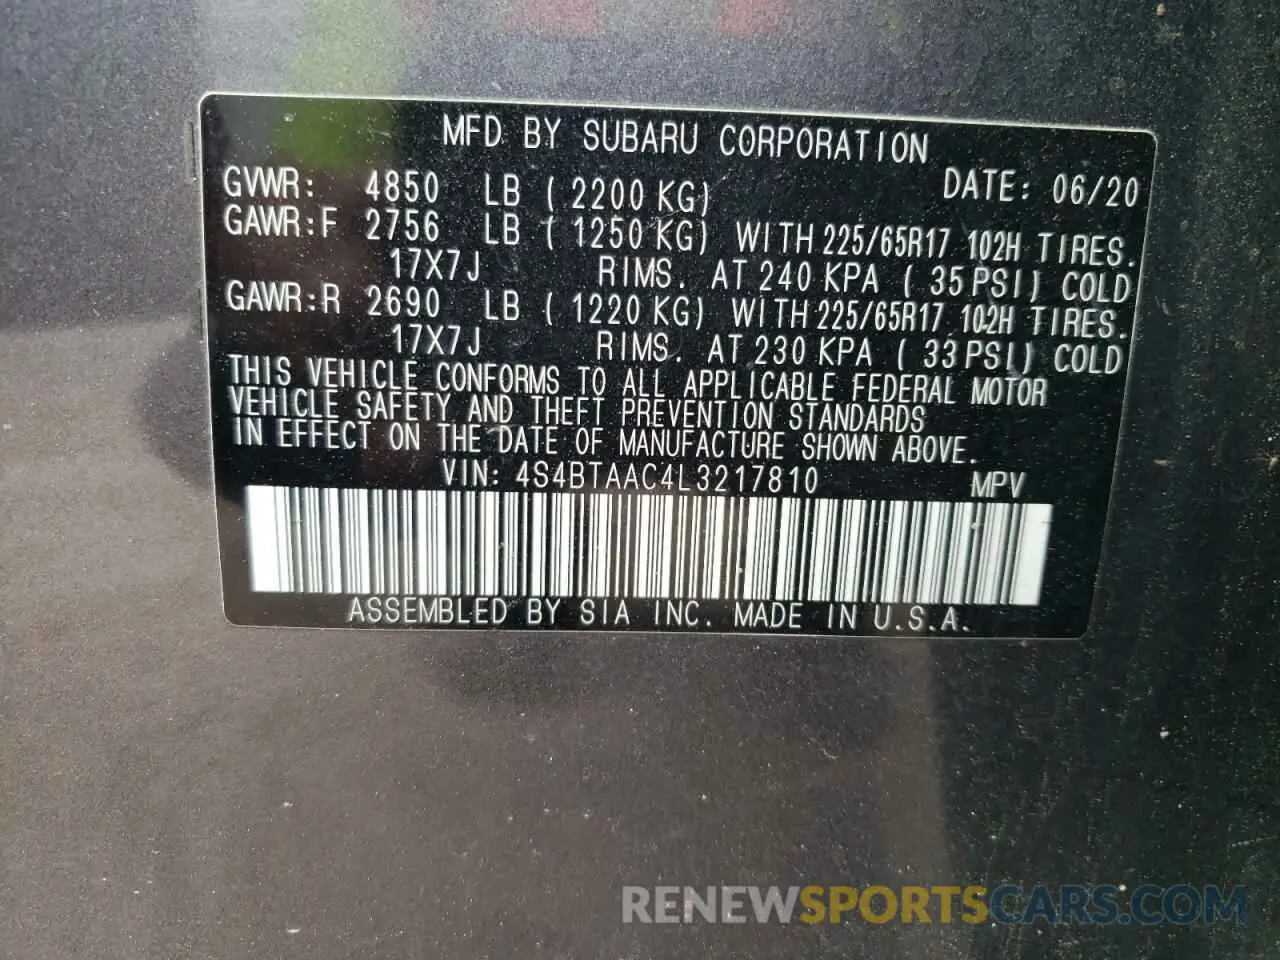 MFD BY SUBARU CORPORATION
GVWR: 4850 LB ( 2200 KG) DATE: 06/20
GAWR:F 2756 LB ( 1250 KG) WITH 225/65R17 102H TIRES.
17X7J RIMS. AT 240 KPA ( 35 PSI) COLD
GAWR:R 2690 LB ( 1220 KG) WITH 225/65R17 102H TIRES.
17X7J RIMS. AT 230 KPA ( 33 PSI) COLD
THIS VEHICLE CONFORMS TO ALL APPLICABLE FEDERAL MOTOR
VEHICLE SAFETY AND THEFT PREVENTION STANDARDS
IN EFFECT ON THE DATE OF MANUFACTURE SHOWN ABOVE.
VIN: 4S4BTAAC4L3217810 MPV
ASSEMBLED BY SIA INC. MADE IN U.S.A.
RENEWSPORTSCARS.COM